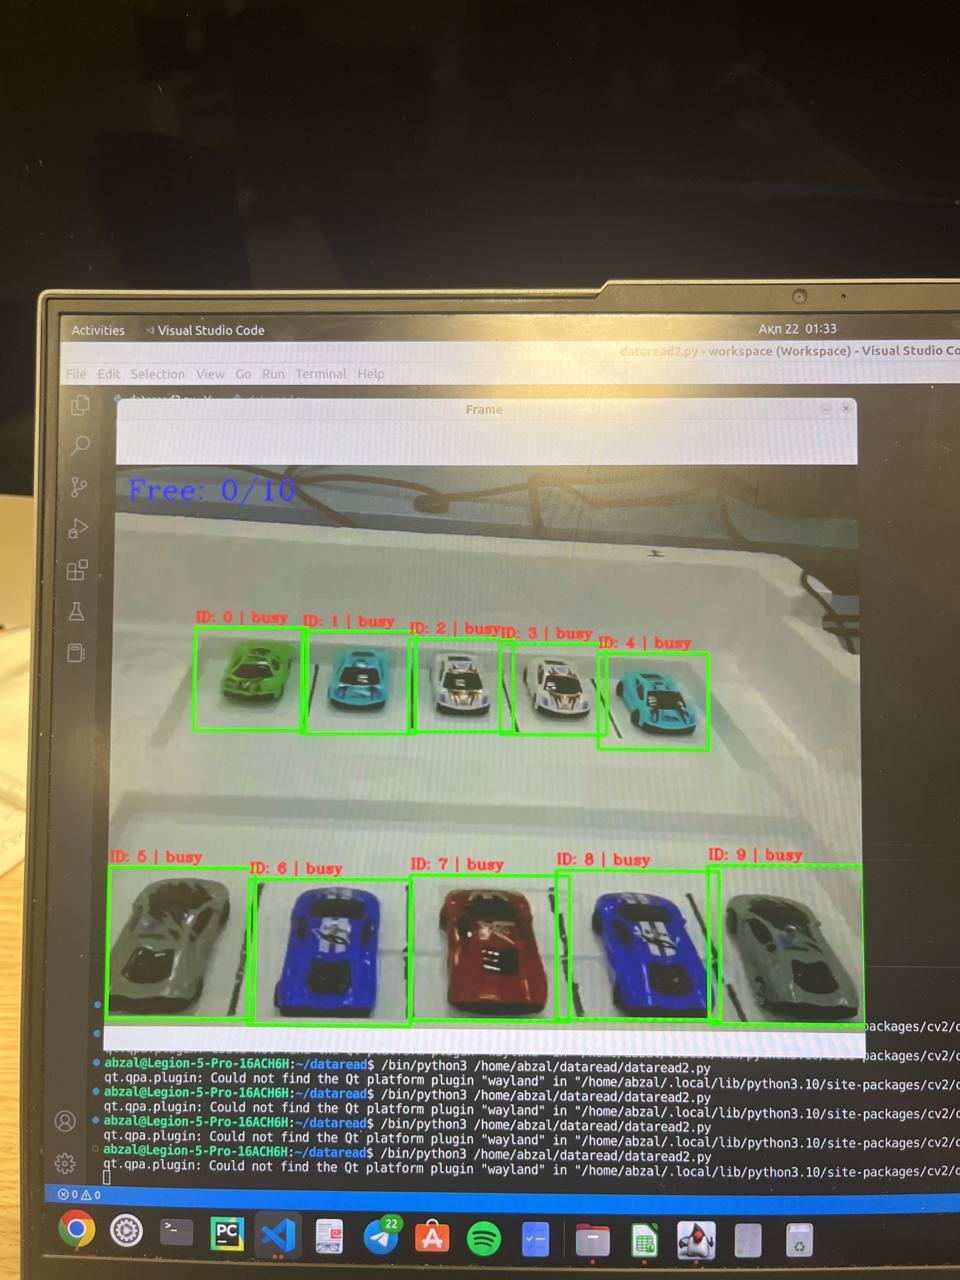 Activities
Visual Studio Code
Ақп 22 01:33
dataread2.py - workspace (Workspace) - Visual Studio Co
File Edit Selection View Go Run Terminal Help
Frame
Free: 0/10
ID: 0 | busy
ID: 1 | busy
ID: 2 | busy
ID: 3 | busy
ID: 4 | busy
ID: 5 | busy
ID: 6 | busy
ID: 7 | busy
ID: 8 | busy
ID: 9 | busy
packages/cv2/
packages/cv2/
abzal@Legion-5-Pro-16ACH6H:~/dataread$ /bin/python3 /home/abzal/dataread/dataread2.py
qt.qpa.plugin: Could not find the Qt platform plugin "wayland" in "/home/abzal/.local/lib/python3.10/site-packages/cv2/
abzal@Legion-5-Pro-16ACH6H:~/dataread$ /bin/python3 /home/abzal/dataread/dataread2.py
qt.qpa.plugin: Could not find the Qt platform plugin "wayland" in "/home/abzal/.local/lib/python3.10/site-packages/cv2/
abzal@Legion-5-Pro-16ACH6H:~/dataread$ /bin/python3 /home/abzal/dataread/dataread2.py
qt.qpa.plugin: Could not find the Qt platform plugin "wayland" in "/home/abzal/.local/lib/python3.10/site-packages/cv2/
abzal@Legion-5-Pro-16ACH6H:~/dataread$ /bin/python3 /home/abzal/dataread/dataread2.py
qt.qpa.plugin: Could not find the Qt platform plugin "wayland" in "/home/abzal/.local/lib/python3.10/site-packages/cv2/
0 0
PC
22